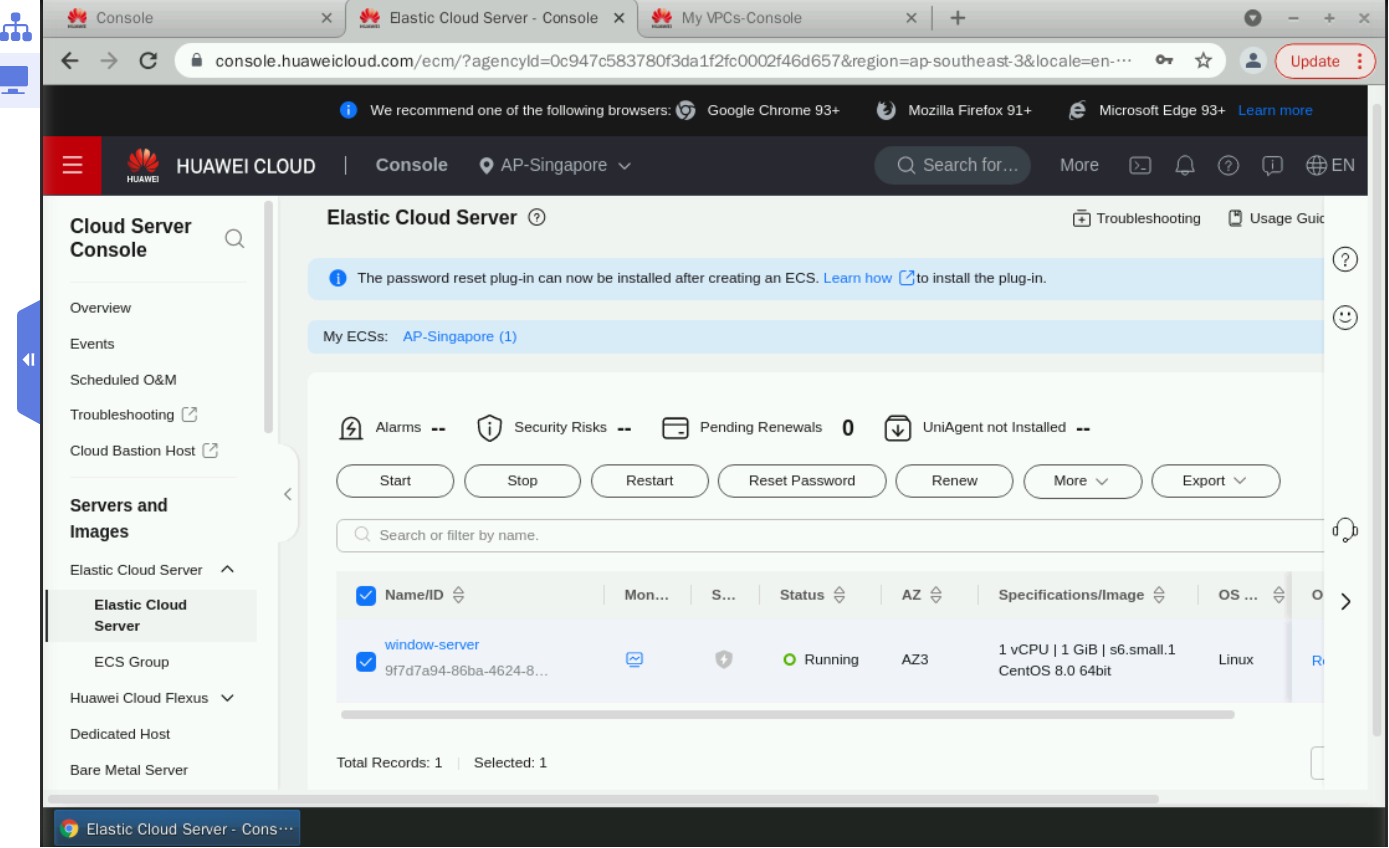 Console
Elastic Cloud Server - Console
My VPCs-Console
console.huaweicloud.com/ecm/?agencyId=0c947c583780f3da1f2fc0002f46d657&region=ap-southeast-3&locale=en-···
Update
We recommend one of the following browsers: Google Chrome 93+ Mozilla Firefox 91+ Microsoft Edge 93+ Learn more
HUAWEI
HUAWEI CLOUD | Console AP-Singapore Search for... More EN
Cloud Server
Console
Overview
Events
Scheduled O&M
Troubleshooting
Cloud Bastion Host
Servers and
Images
Elastic Cloud Server
Elastic Cloud
Server
ECS Group
Huawei Cloud Flexus
Dedicated Host
Bare Metal Server
Elastic Cloud Server
Troubleshooting
Usage Guid
The password reset plug-in can now be installed after creating an ECS. Learn how to install the plug-in.
My ECSs: AP-Singapore (1)
Alarms -- Security Risks -- Pending Renewals 0 UniAgent not Installed --
Start Stop Restart Reset Password Renew More Export
Search or filter by name.
Name/ID Mon... S... Status AZ Specifications/Image OS ... O
window-server
9f7d7a94-86ba-4624-8...
Running
AZ3
1 vCPU | 1 GiB | s6.small.1
CentOS 8.0 64bit
Linux
Re
Total Records: 1 Selected: 1
Elastic Cloud Server - Cons···